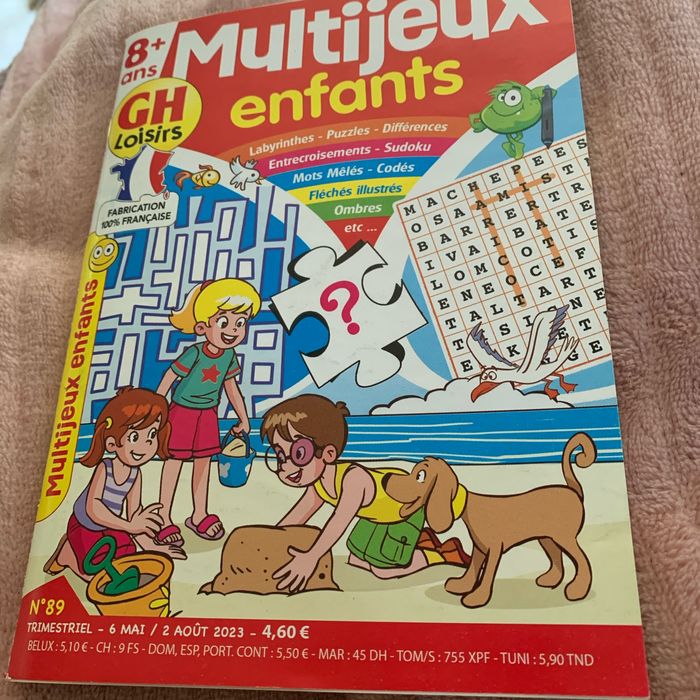 8+
ans
Multijeux
enfants
GH
Loisirs
FABRICATION
100% FRANÇAISE
Labyrinthes - Puzzles - Différences
Entrecroisements - Sudoku
Mots Mêlés - Codés
Fléchés illustrés
Ombres
etc ...
?
MACHEPEES
Multijeux enfants
N°89
TRIMESTRIEL - 6 MAI / 2 AOÛT 2023 - 4,60 €
BELUX : 5,10 € - CH : 9 FS - DOM, ESP, PORT. CONT : 5,50 € - MAR : 45 DH - TOM/S : 755 XPF - TUNI : 5,90 TND